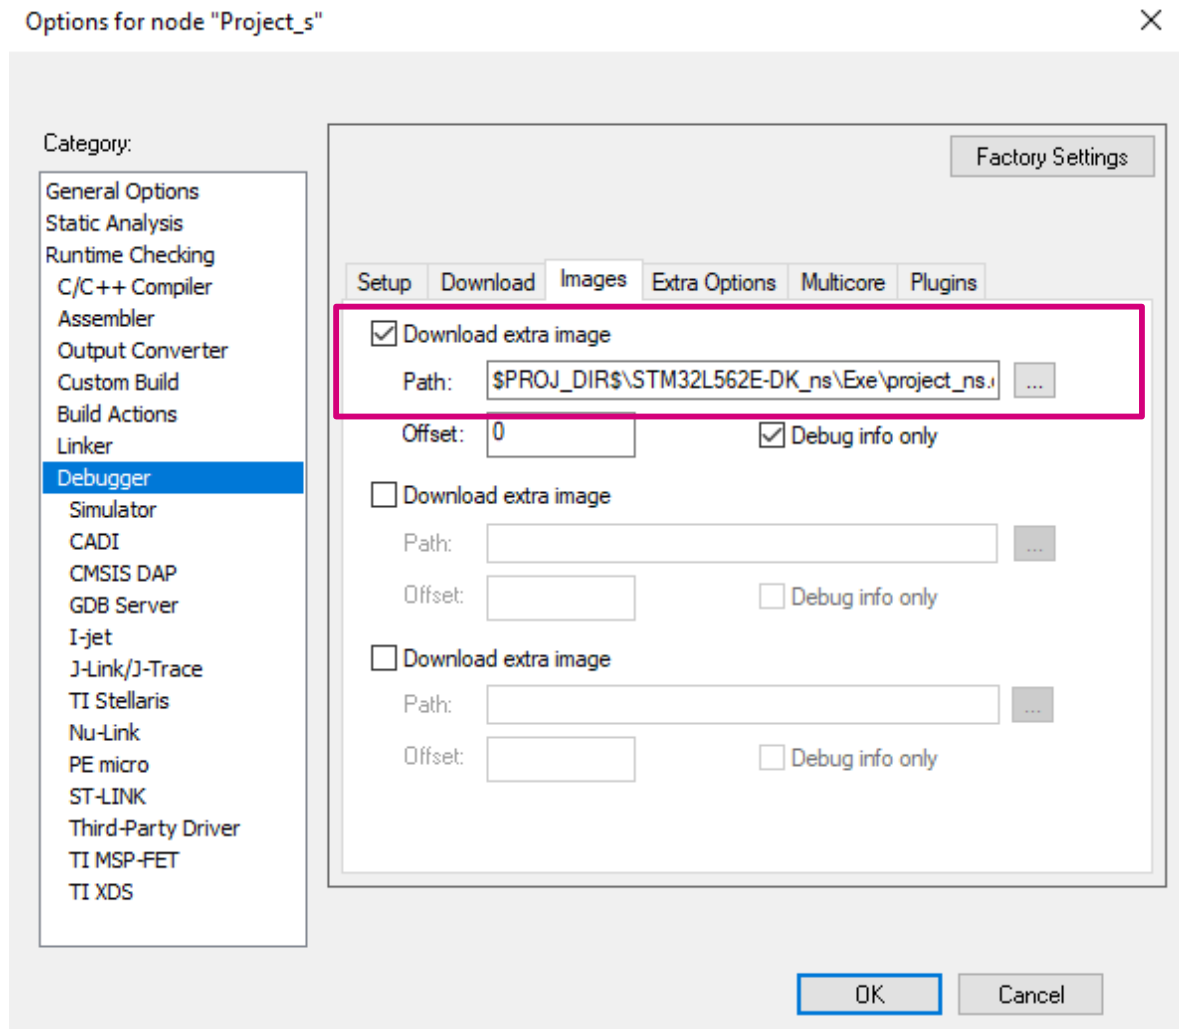 Options for node "Project_s"
Category:
General Options
Static Analysis
Runtime Checking
C/C++ Compiler
Assembler
Output Converter
Custom Build
Build Actions
Linker
Debugger
Simulator
CADI
CMSIS DAP
GDB Server
I-jet
J-Link/J-Trace
TI Stellaris
Nu-Link
PE micro
ST-LINK
Third-Party Driver
TI MSP-FET
TI XDS
Factory Settings
Setup Download Images Extra Options Multicore Plugins
Download extra image
Path: $PROJ_DIR$\STM32L562E-DK_ns\Exe\project_ns. ...
Offset: 0 Debug info only
Download extra image
Path: ...
Offset: Debug info only
Download extra image
Path: ...
Offset: Debug info only
OK Cancel